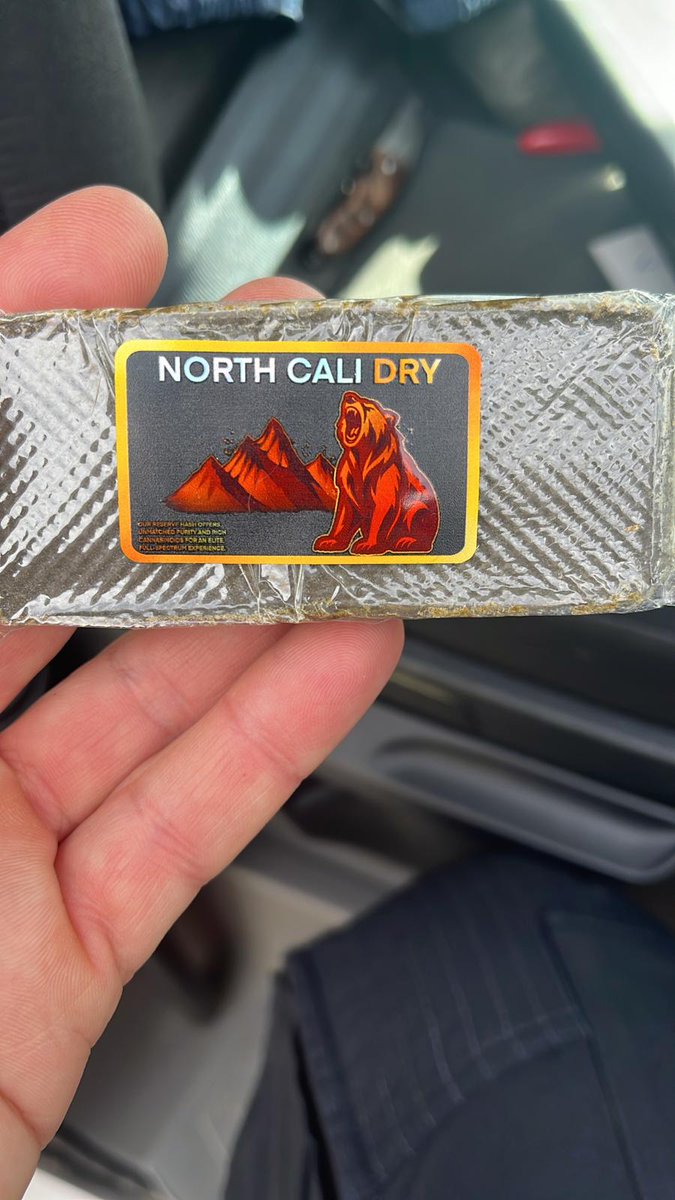 NORTH CALI DRY
OUR RESERVE HASH OFFERS
UNMATCHED PURITY AND RICH
CANNABINOIDS FOR AN ELITE,
FULL-SPECTRUM EXPERIENCE.